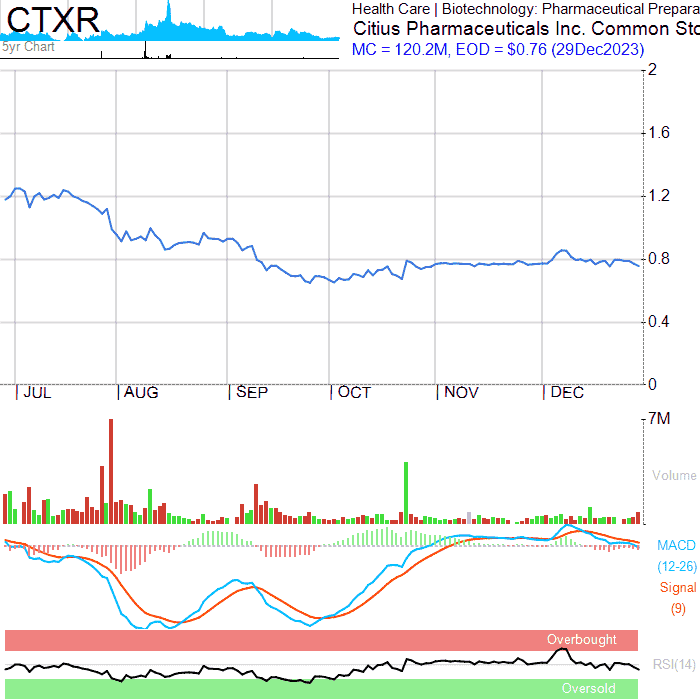 CTXR
5yr Chart
Health Care | Biotechnology: Pharmaceutical Prepara
Citius Pharmaceuticals Inc. Common Sto
MC = 120.2M, EOD = $0.76 (29Dec2023)
2
1.6
1.2
0.8
0.4
0
JUL AUG SEP OCT NOV DEC
7M
Volume
MACD
(12-26)
Signal
(9)
Overbought
RSI(14)
Oversold